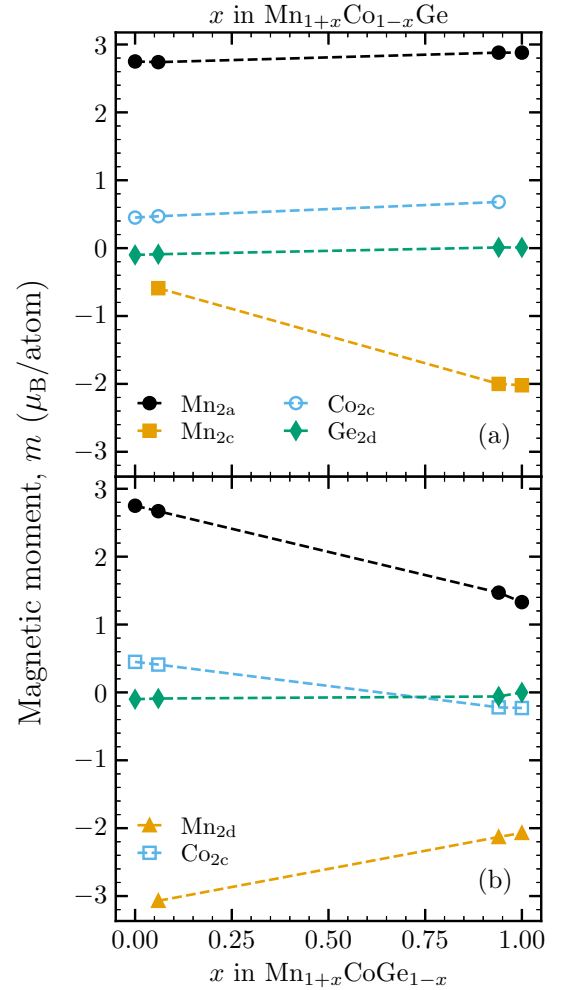 x in Mn₁₊ₓCo₁₋ₓGe
3
2
1
0
−1
−2
−3
Mn₂ₐ
Co₂c
Mn₂c
Ge₂d
(a)
Magnetic moment, m (μB/atom)
3
2
1
0
−1
−2
−3
Mn₂d
Co₂c
(b)
0.00 0.25 0.50 0.75 1.00
x in Mn₁₊ₓCoGe₁₋ₓ